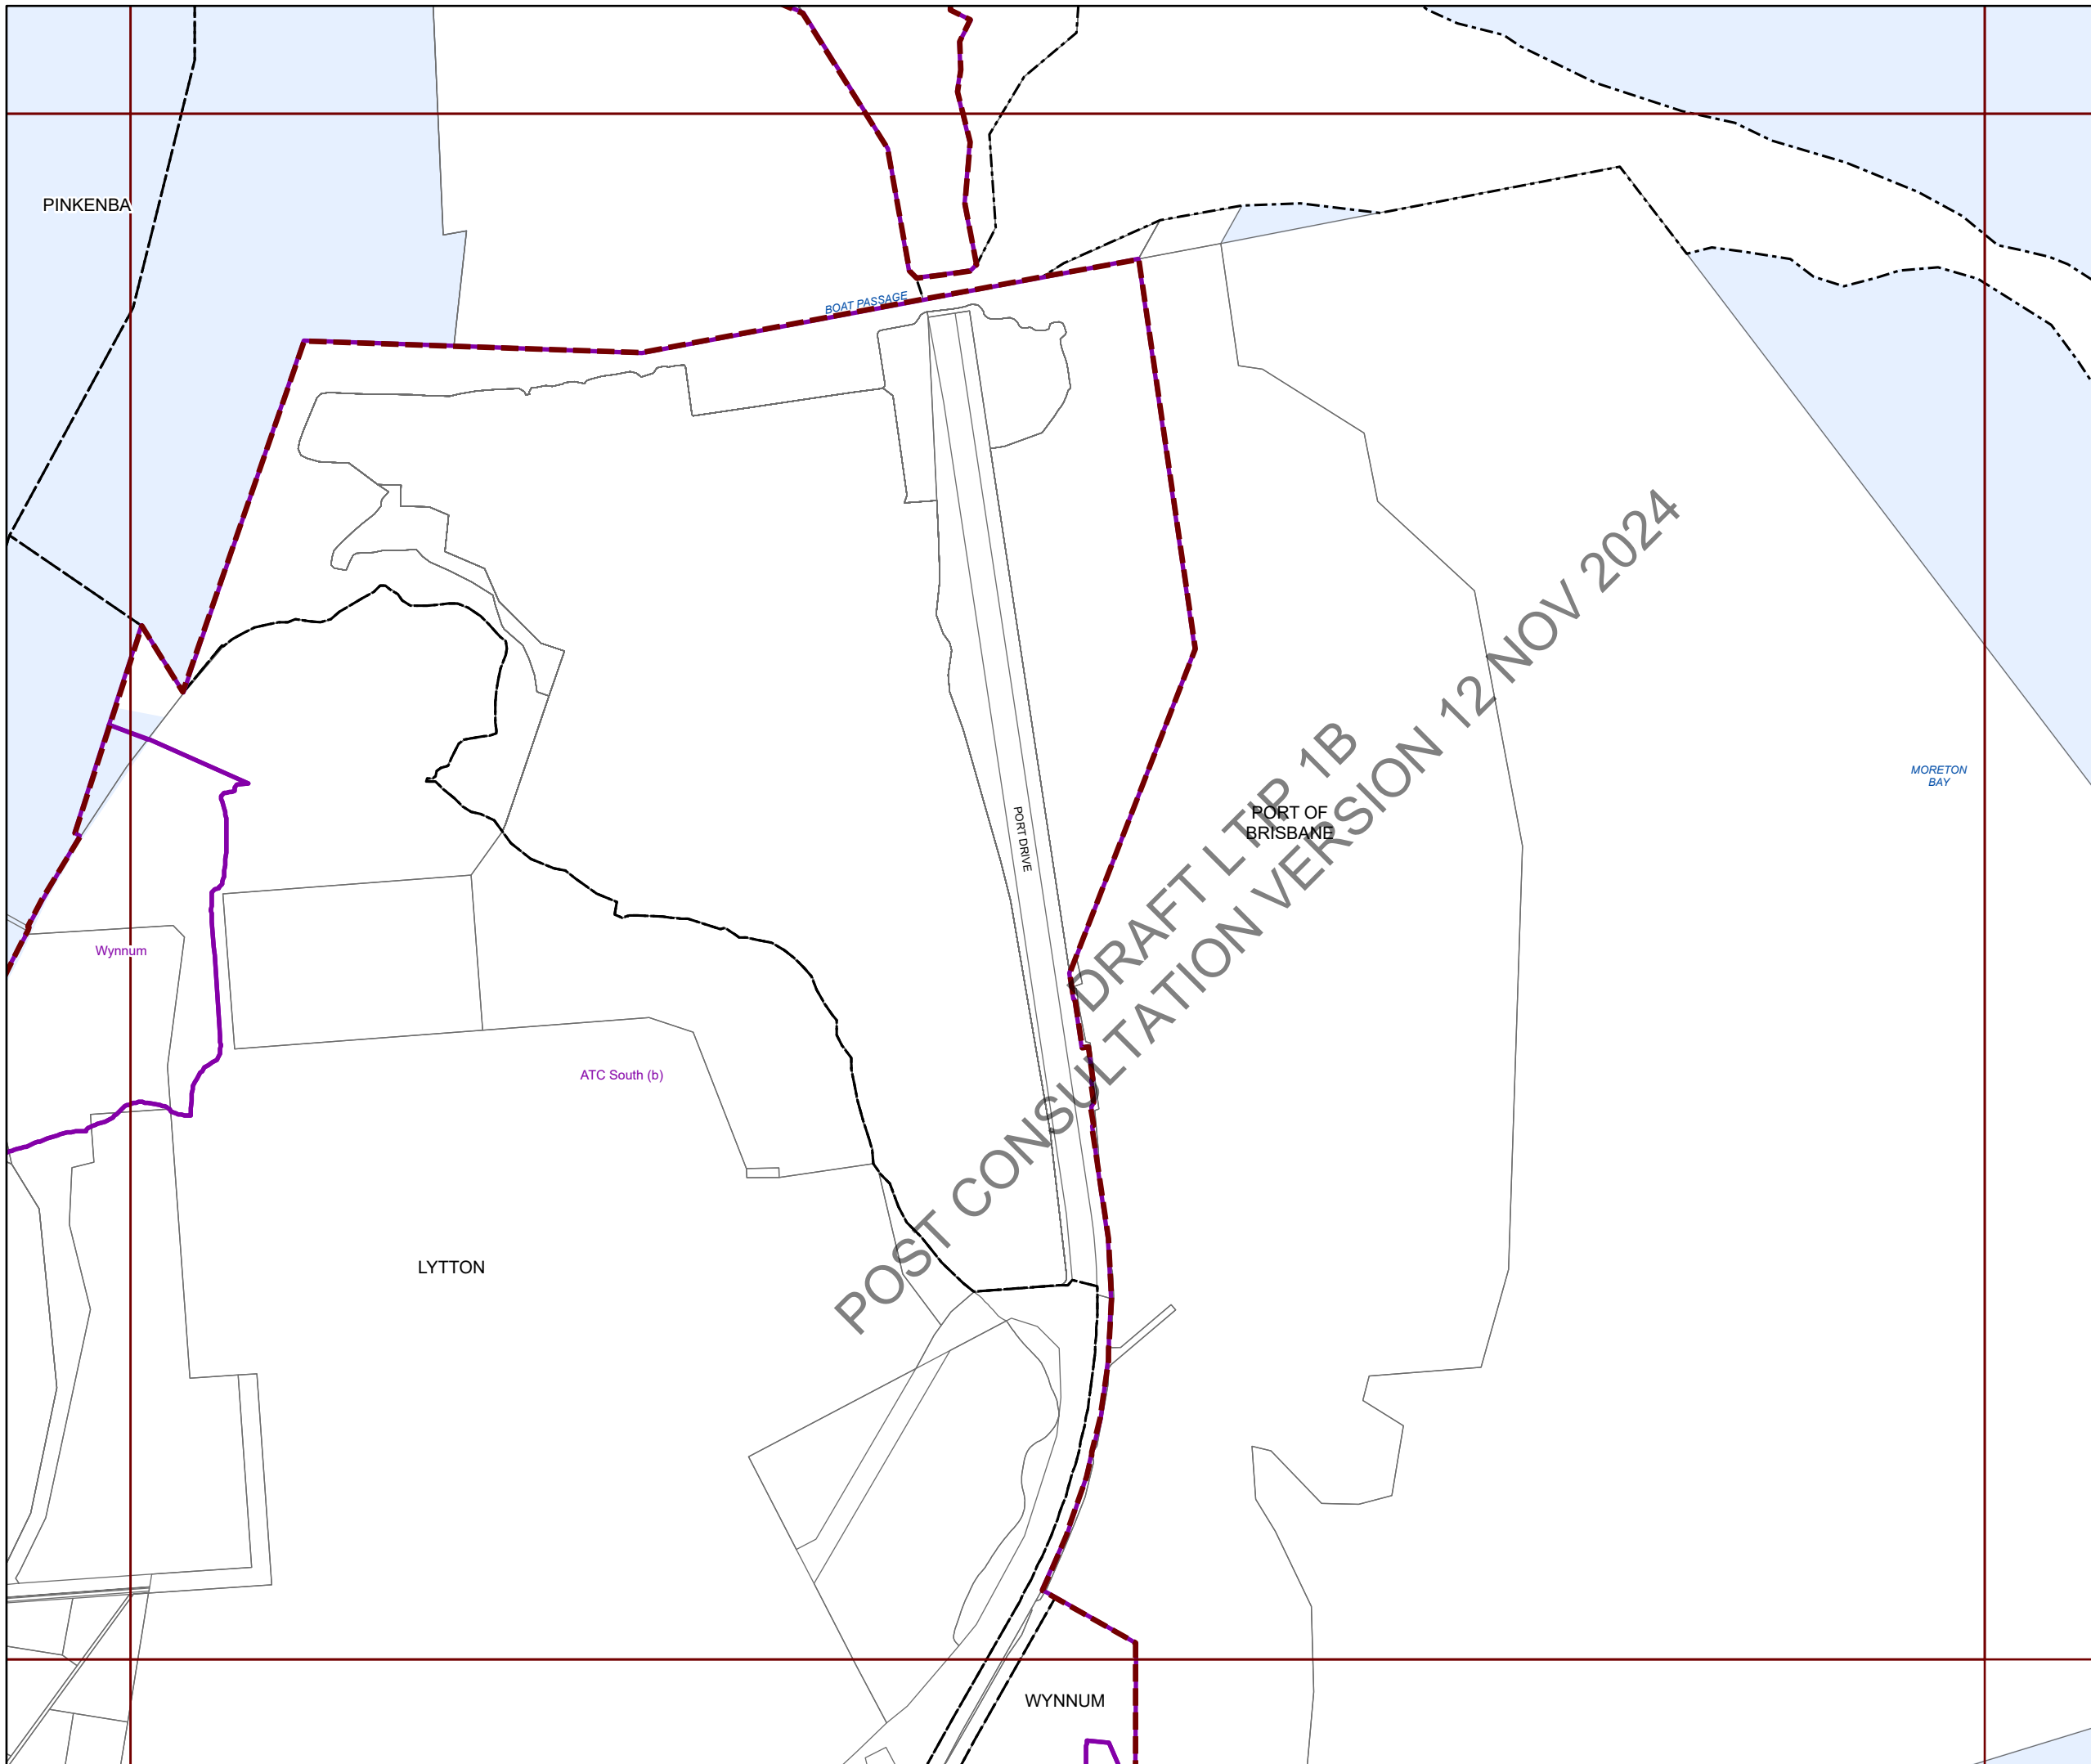 PINKENBA
BOAT PASSAGE
MORETON
BAY
PORT DRIVE
PORT OF
BRISBANE
DRAFT LTIP 1B
POST CONSULTATION VERSION 12 NOV 2024
Wynnum
ATC South (b)
LYTTON
WYNNUM